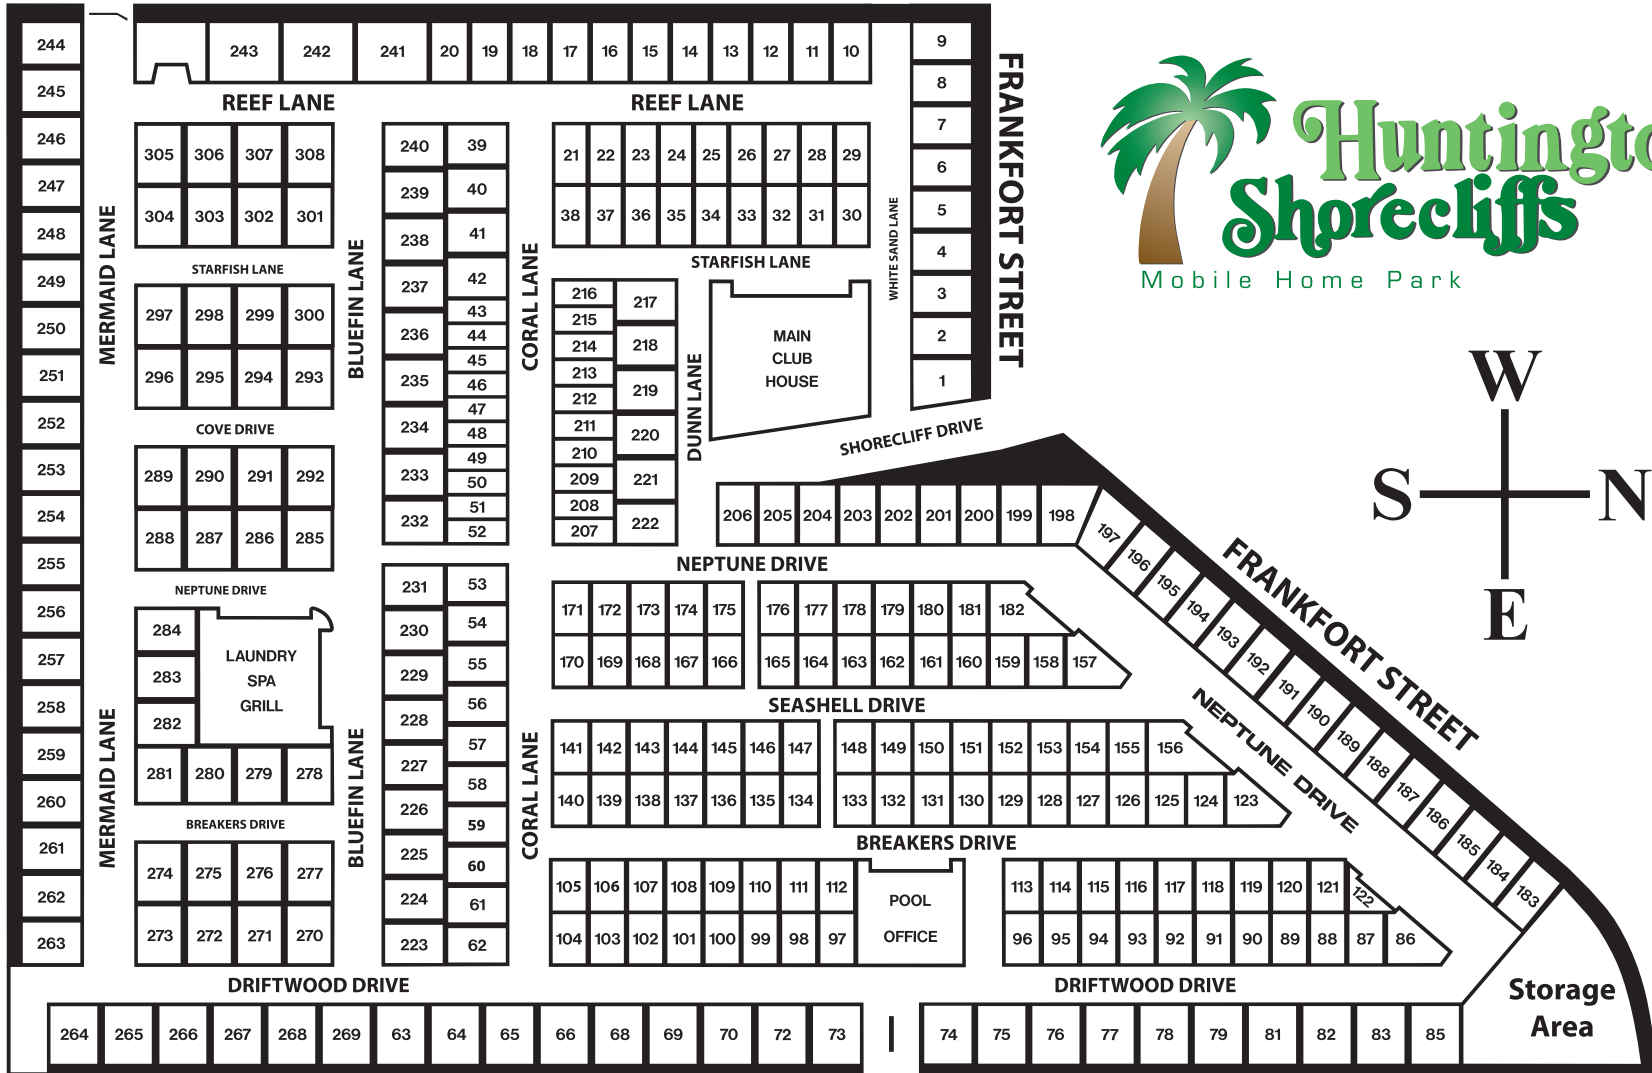 244
245
246
247
248
249
250
251
252
253
254
255
256
257
258
259
260
261
262
263
243 242 241 20 19 18 17 16 15 14 13 12 11 10
9
8
7
6
5
4
3
2
1
REEF LANE REEF LANE
305 306 307 308
304 303 302 301
STARFISH LANE
297 298 299 300
296 295 294 293
COVE DRIVE
289 290 291 292
288 287 286 285
NEPTUNE DRIVE
284
283
282
LAUNDRY
SPA
GRILL
281 280 279 278
BREAKERS DRIVE
274 275 276 277
273 272 271 270
MERMAID LANE
MERMAID LANE
BLUEFIN LANE
BLUEFIN LANE
240
239
238
237
236
235
234
233
232
39
40
41
42
43
44
45
46
47
48
49
50
51
52
231
230
229
228
227
226
225
224
223
53
54
55
56
57
58
59
60
61
62
CORAL LANE
CORAL LANE
21 22 23 24 25 26 27 28 29
38 37 36 35 34 33 32 31 30
STARFISH LANE
216
215
214
213
212
211
210
209
208
207
217
218
219
220
221
222
DUNN LANE
MAIN
CLUB
HOUSE
WHITE SAND LANE
FRANKFORT STREET
SHORECLIFF DRIVE
206 205 204 203 202 201 200 199 198
197
196
195
194
193
192
191
190
189
188
187
186
185
184
183
FRANKFORT STREET
NEPTUNE DRIVE
NEPTUNE DRIVE
171 172 173 174 175 176 177 178 179 180 181 182
170 169 168 167 166 165 164 163 162 161 160 159 158 157
SEASHELL DRIVE
141 142 143 144 145 146 147 148 149 150 151 152 153 154 155 156
140 139 138 137 136 135 134 133 132 131 130 129 128 127 126 125 124 123
BREAKERS DRIVE
105 106 107 108 109 110 111 112
104 103 102 101 100 99 98 97
POOL
OFFICE
113 114 115 116 117 118 119 120 121 122
96 95 94 93 92 91 90 89 88 87 86
DRIFTWOOD DRIVE DRIFTWOOD DRIVE
264 265 266 267 268 269 63 64 65 66 68 69 70 72 73
74 75 76 77 78 79 81 82 83 85
Storage
Area
Huntingto
Shorecliffs
Mobile Home Park
W
S N
E